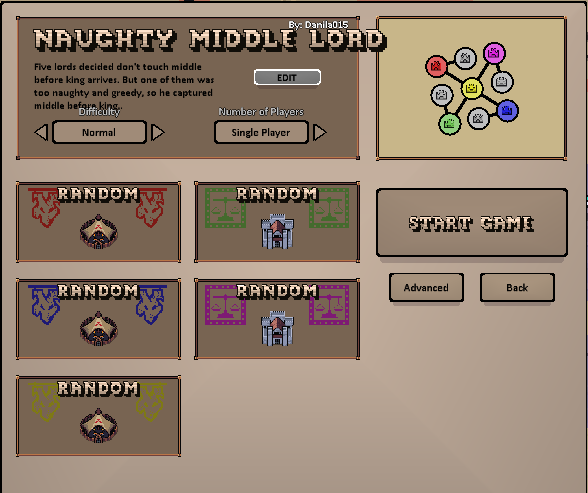 By: Danila015
NAUGHTY MIDDLE LORD
Five lords decided don't touch middle
before king arrives. But one of them was
too naughty and greedy, so he captured
middle before king..
EDIT
Difficulty
Number of Players
Normal
Single Player
RANDOM
RANDOM
START GAME
Advanced
Back
RANDOM
RANDOM
RANDOM